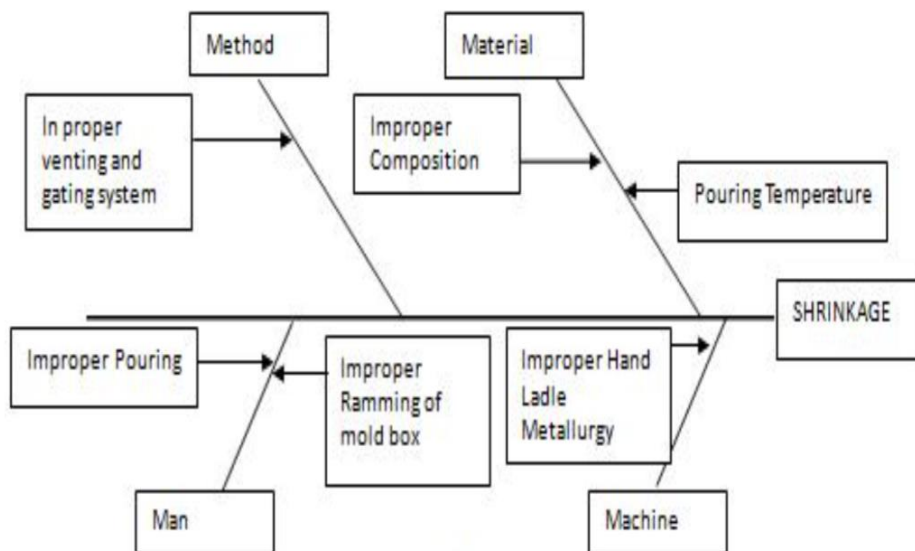 Method
Material
In proper
venting and
gating system
Improper
Composition
Pouring Temperature
SHRINKAGE
Improper Pouring
Improper
Ramming of
mold box
Improper Hand
Ladle
Metallurgy
Man
Machine